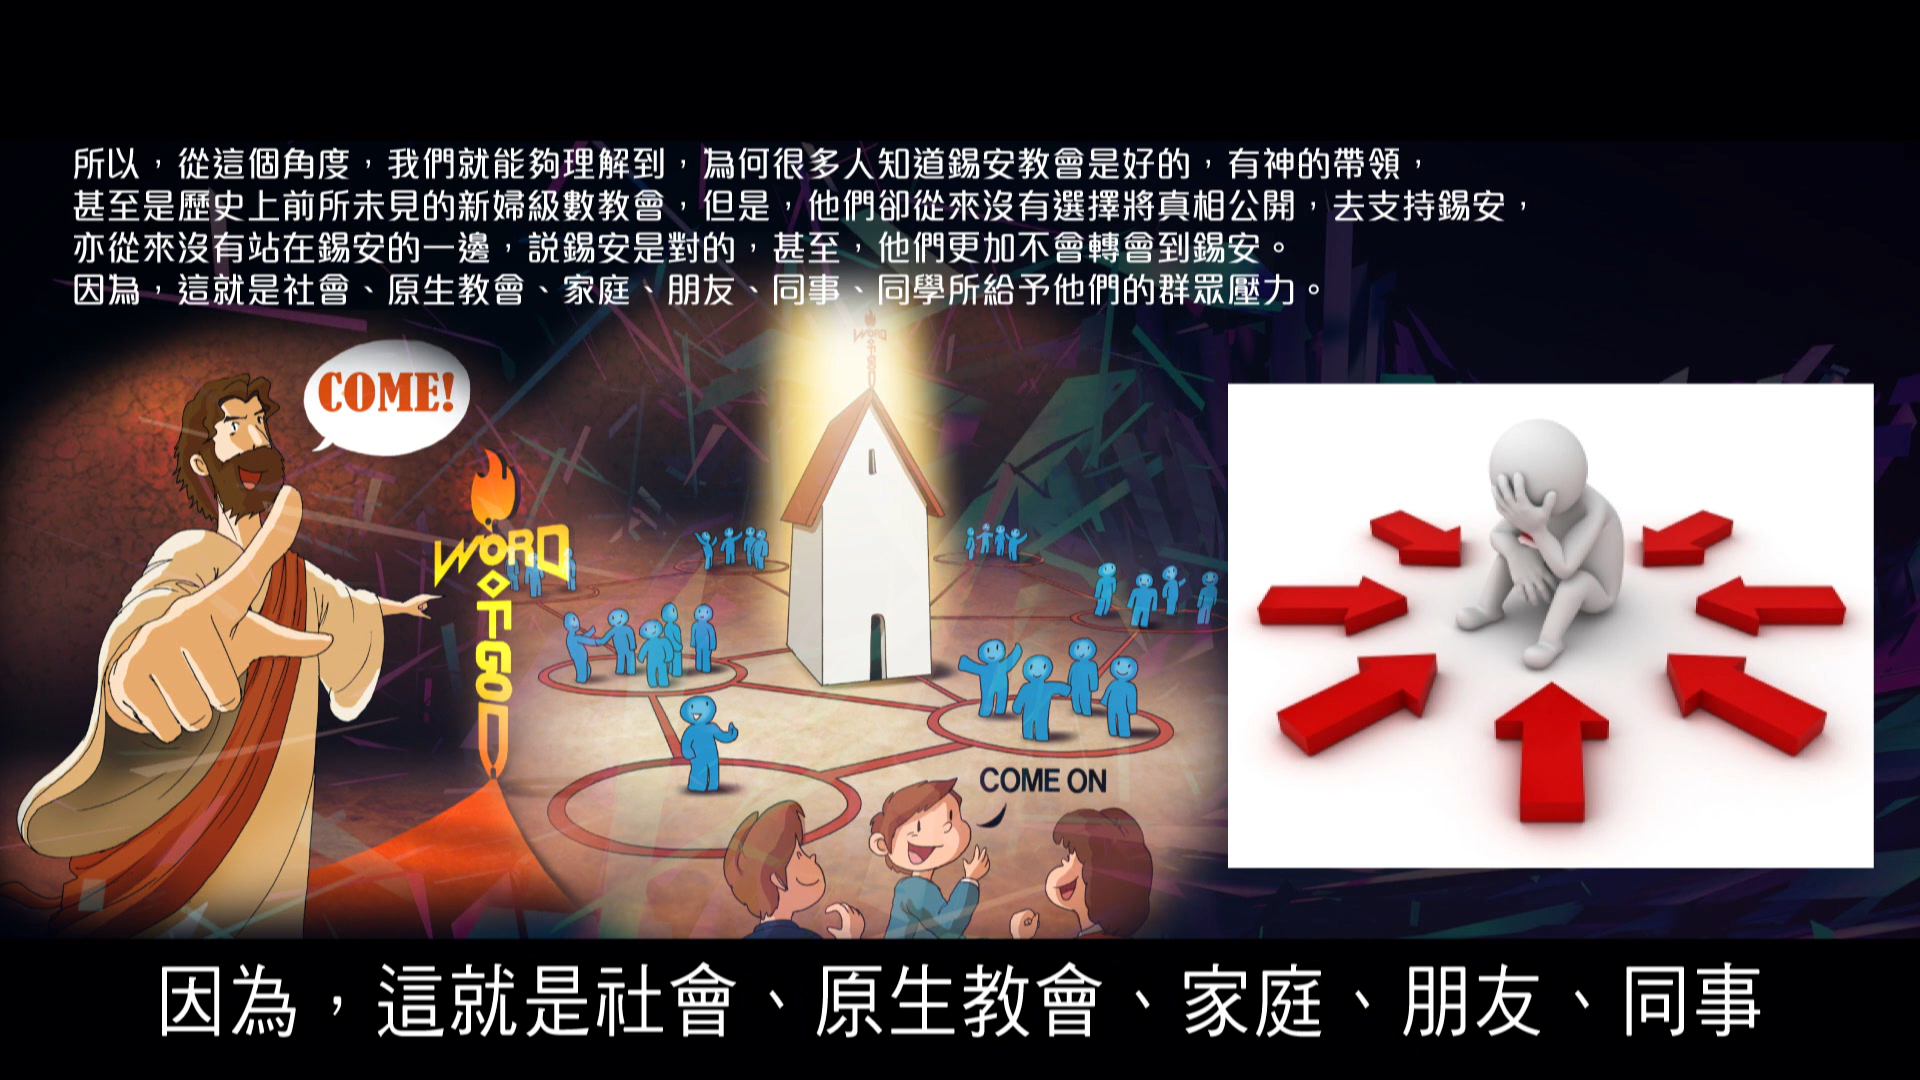 所以，從這個角度，我們就能夠理解到，為何很多人知道錫安教會是好的，有神的帶領，
甚至是歷史上前所未見的新婦級數教會，但是，他們卻從來沒有選擇將真相公開，去支持錫安，
亦從來沒有站在錫安的一邊，説錫安是對的，甚至，他們更加不會轉會到錫安。
因為，這就是社會、原生教會、家庭、朋友、同事、同學所給予他們的群眾壓力。
WORD
OF
GOD
COME!
WORD
OF
GOD
COME ON
因為，這就是社會、原生教會、家庭、朋友、同事